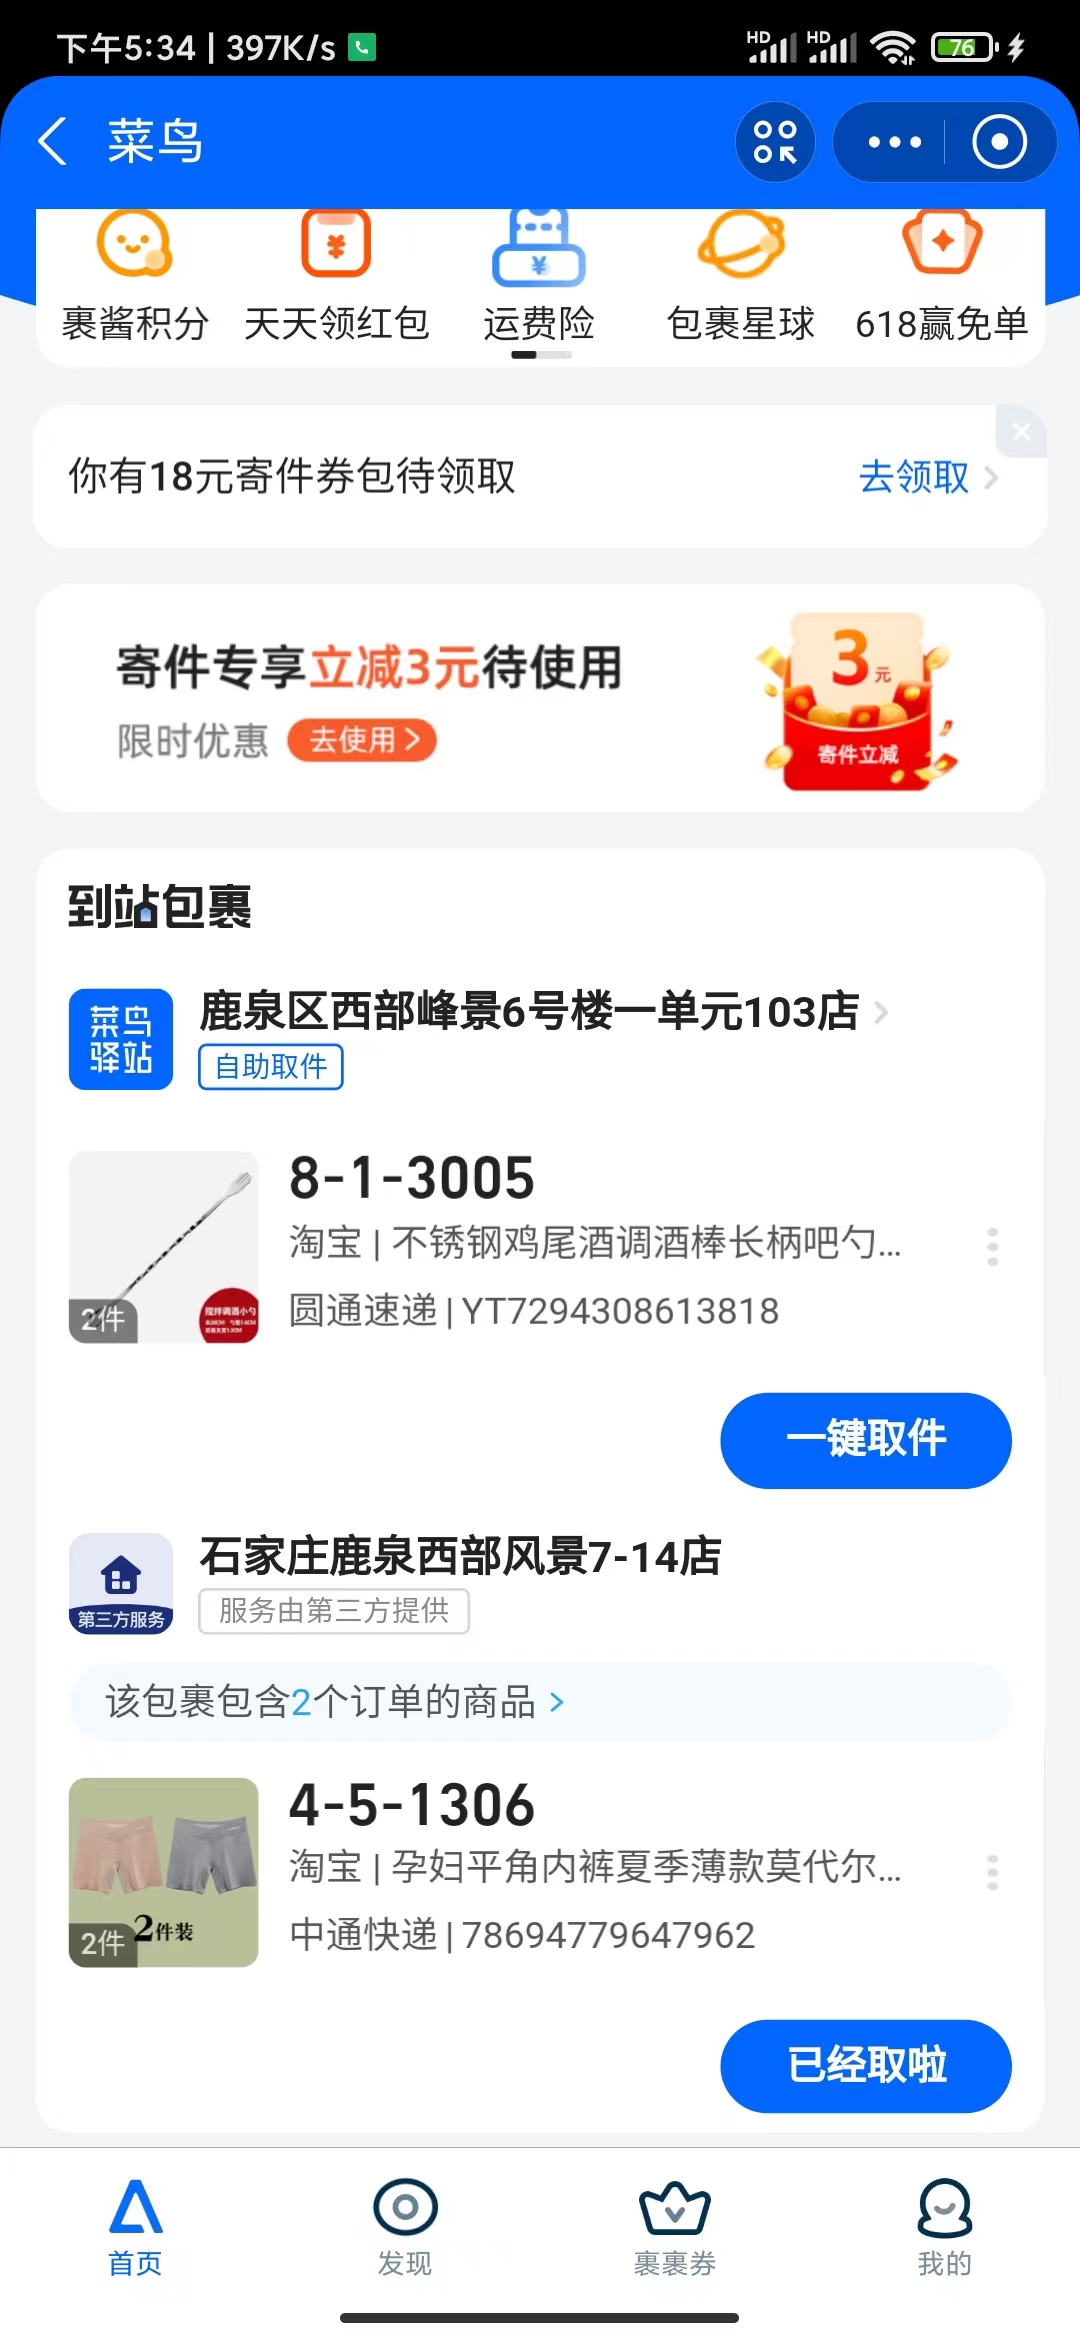 下午5:34 | 397K/s
HD HD 76
菜鸟
裹酱积分 天天领红包 运费险 包裹星球 618赢免单
你有18元寄件券包待领取 去领取
寄件专享立减3元待使用
限时优惠 去使用
3元
寄件立减
到站包裹
菜鸟
驿站
鹿泉区西部峰景6号楼一单元103店
自助取件
8-1-3005
淘宝 | 不锈钢鸡尾酒调酒棒长柄吧勺...
圆通速递 | YT7294308613818
2件
搅拌调酒小勺
一键取件
石家庄鹿泉西部风景7-14店
第三方服务
服务由第三方提供
该包裹包含2个订单的商品
4-5-1306
淘宝 | 孕妇平角内裤夏季薄款莫代尔...
中通快递 | 78694779647962
2件装
2件
已经取啦
首页 发现 裹裹券 我的